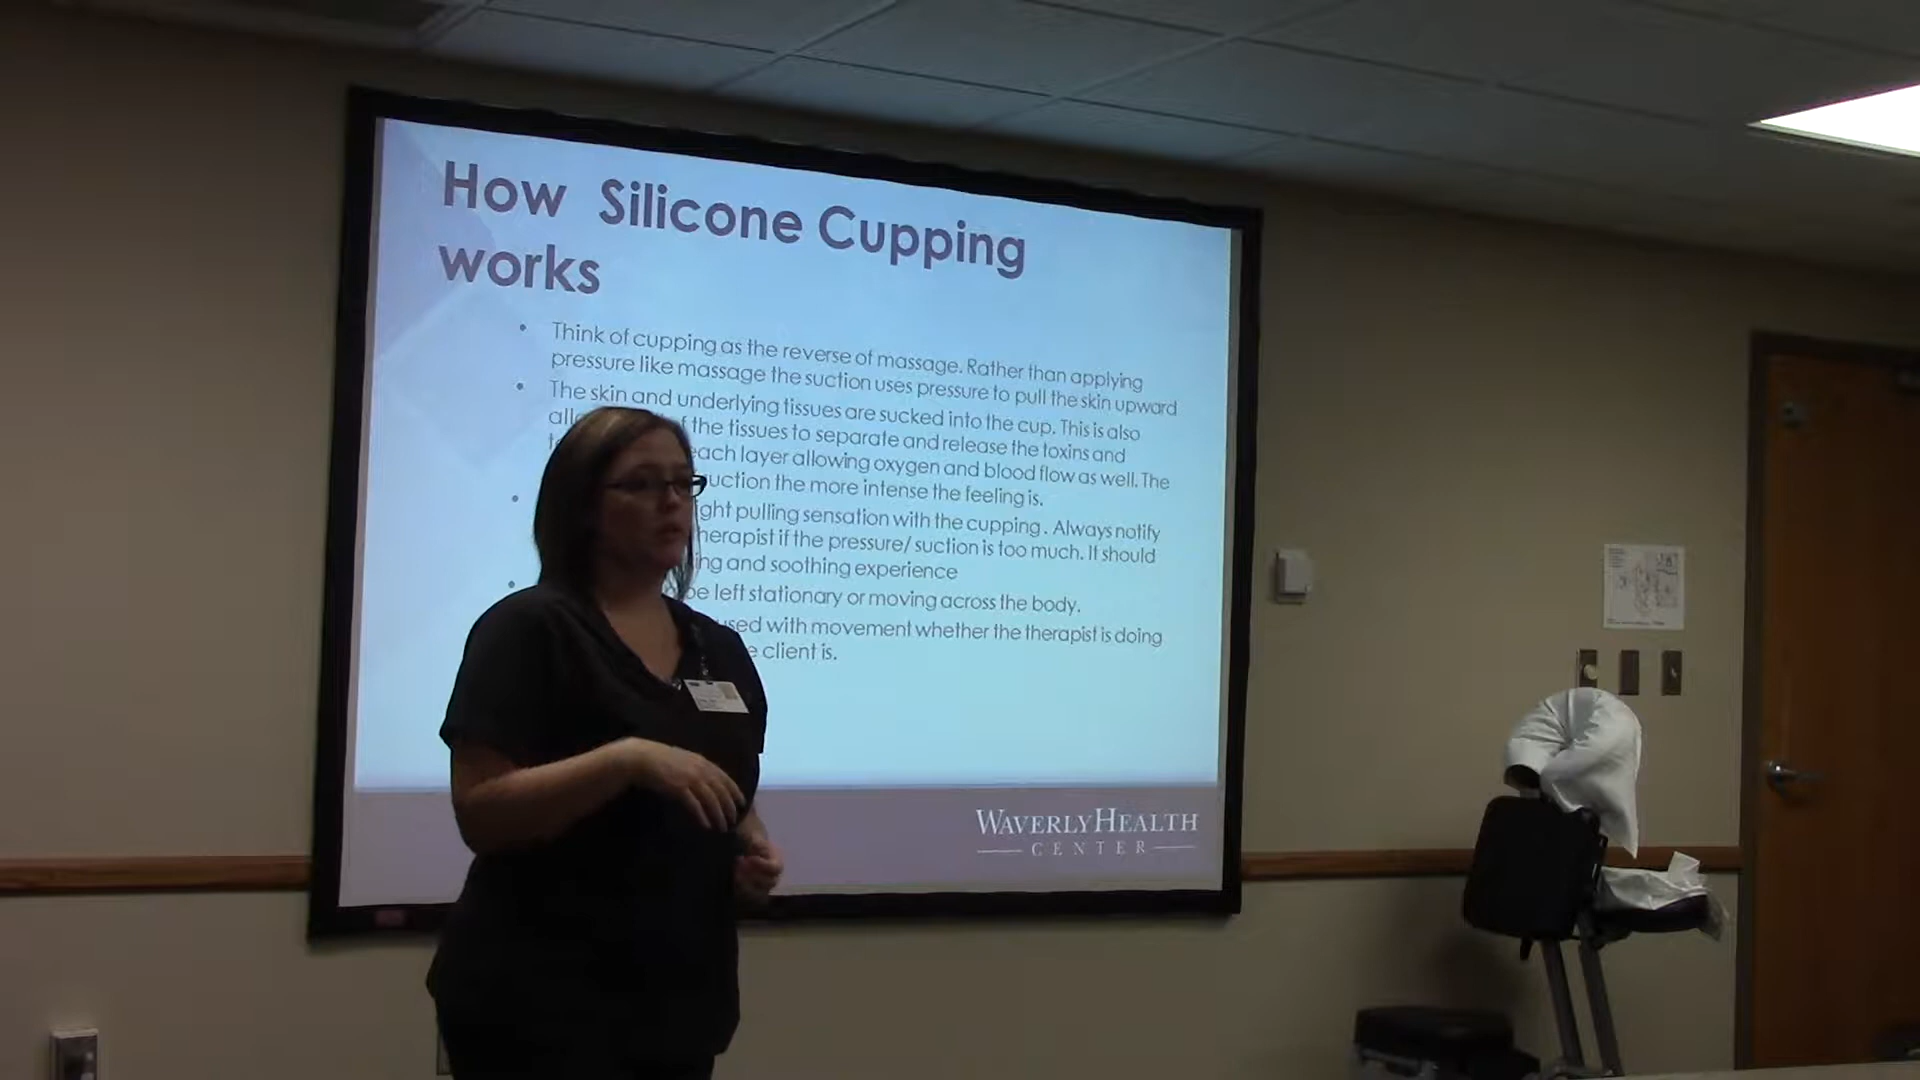 How Silicone Cupping
works
• Think of cupping as the reverse of massage. Rather than applying
pressure like massage the suction uses pressure to pull the skin upward
• The skin and underlying tissues are sucked into the cup. This is also
the tissues to separate and release the toxins and
each layer allowing oxygen and blood flow as well. The
suction the more intense the feeling is.
• pulling sensation with the cupping . Always notify
therapist if the pressure/ suction is too much. It should
and soothing experience
• be left stationary or moving across the body.
used with movement whether the therapist is doing
client is.
WAVERLYHEALTH
CENTER